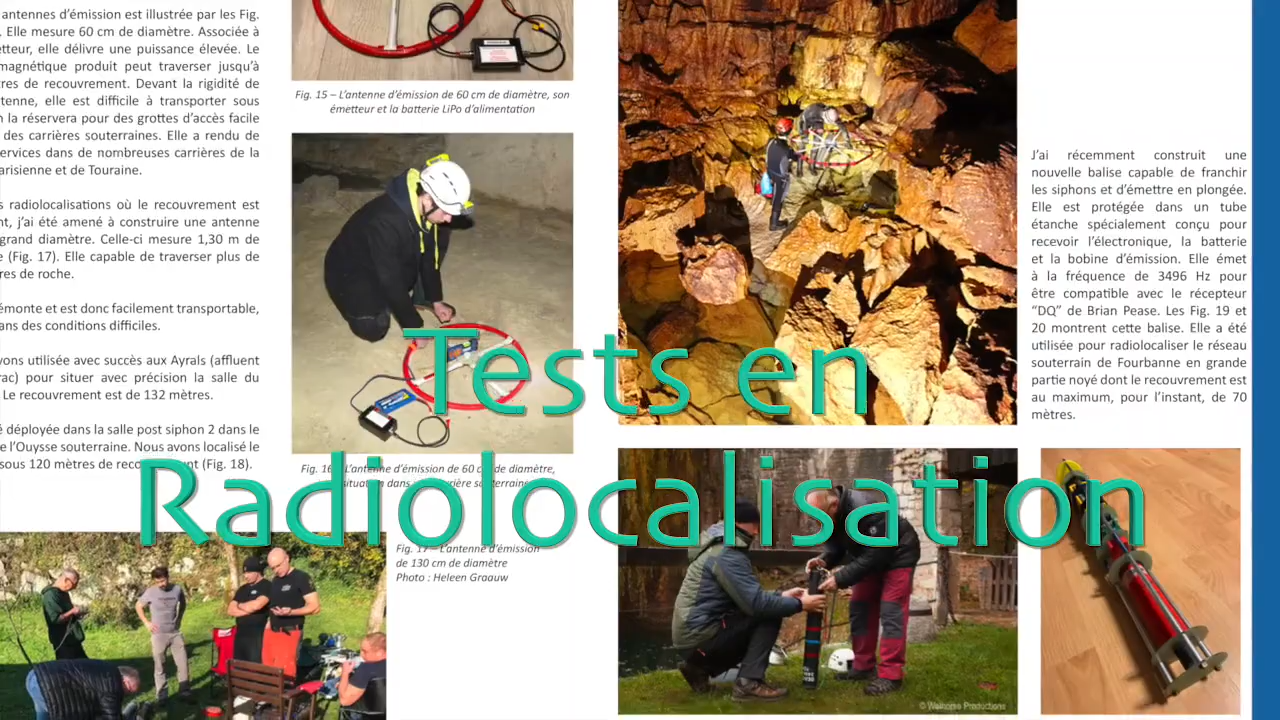 antennes d'émission est illustrée par les Fig.
. Elle mesure 60 cm de diamètre. Associée à
etteur, elle délivre une puissance élevée. Le
magnétique produit peut traverser jusqu'à
tres de recouvrement. Devant la rigidité de
tenne, elle est difficile à transporter sous
n la réservera pour des grottes d'accès facile
des carrières souterraines. Elle a rendu de
ervices dans de nombreuses carrières de la
arisienne et de Touraine.
s radiolocalisations où le recouvrement est
nt, j'ai été amené à construire une antenne
grand diamètre. Celle-ci mesure 1,30 m de
e (Fig. 17). Elle capable de traverser plus de
res de roche.
émonte et est donc facilement transportable,
ans des conditions difficiles.
vons utilisée avec succès aux Ayrals (affluent
rac) pour situer avec précision la salle du
Le recouvrement est de 132 mètres.
é déployée dans la salle post siphon 2 dans le
e l'Ouysse souterraine. Nous avons localisé le
sous 120 mètres de recouvrement (Fig. 18).
Fig. 15 – L'antenne d'émission de 60 cm de diamètre, son
émetteur et la batterie LiPo d'alimentation
Fig. 16 – L'antenne d'émission de 60 cm de diamètre,
situation dans carrière souterraine
Fig. 17 – L'antenne d'émission
de 130 cm de diamètre
Photo : Heleen Graauw
J'ai récemment construit une
nouvelle balise capable de franchir
les siphons et d'émettre en plongée.
Elle est protégée dans un tube
étanche spécialement conçu pour
recevoir l'électronique, la batterie
et la bobine d'émission. Elle émet
à la fréquence de 3496 Hz pour
être compatible avec le récepteur
"DQ" de Brian Pease. Les Fig. 19 et
20 montrent cette balise. Elle a été
utilisée pour radiolocaliser le réseau
souterrain de Fourbanne en grande
partie noyé dont le recouvrement est
au maximum, pour l'instant, de 70
mètres.
Tests en
Radiolocalisation
© Wainorse Productions